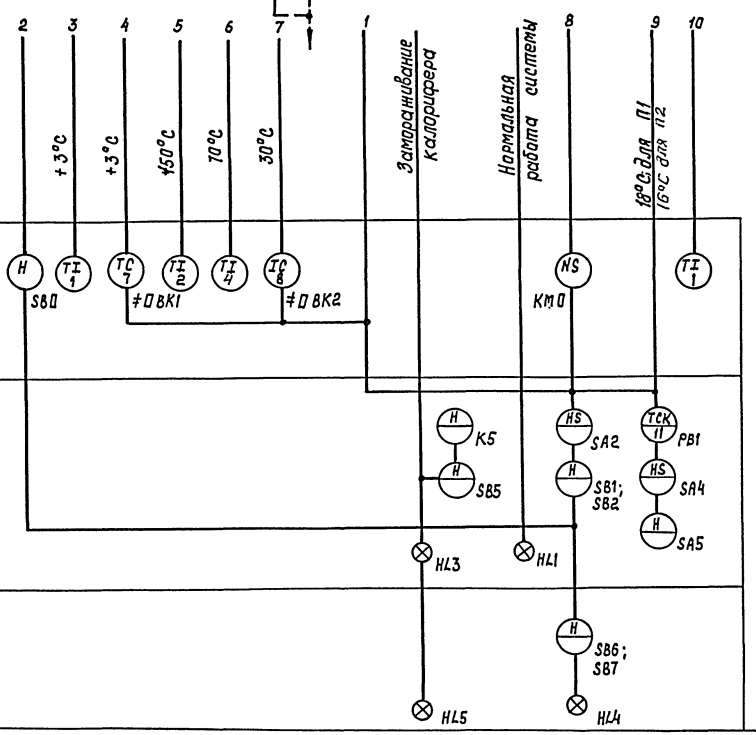 2 3 4 5 6 7 1 8 9 10
+3°С
+3°С
150°С
70°С
30°С
Замораживание
калорифера
Нормальная
работа системы
18°С; для П1
16°С для П2
H
SB0
TI
1
TC
7
≠0 BK1
TI
2
TI
4
TC
8
≠0 BK2
NS
KM0
TI
1
H
K5
H
SB5
HS
SA2
H
SB1;
SB2
TCK
11
PB1
HS
SA4
H
SA5
HL3
HL1
H
SB6;
SB7
HL5
HL4